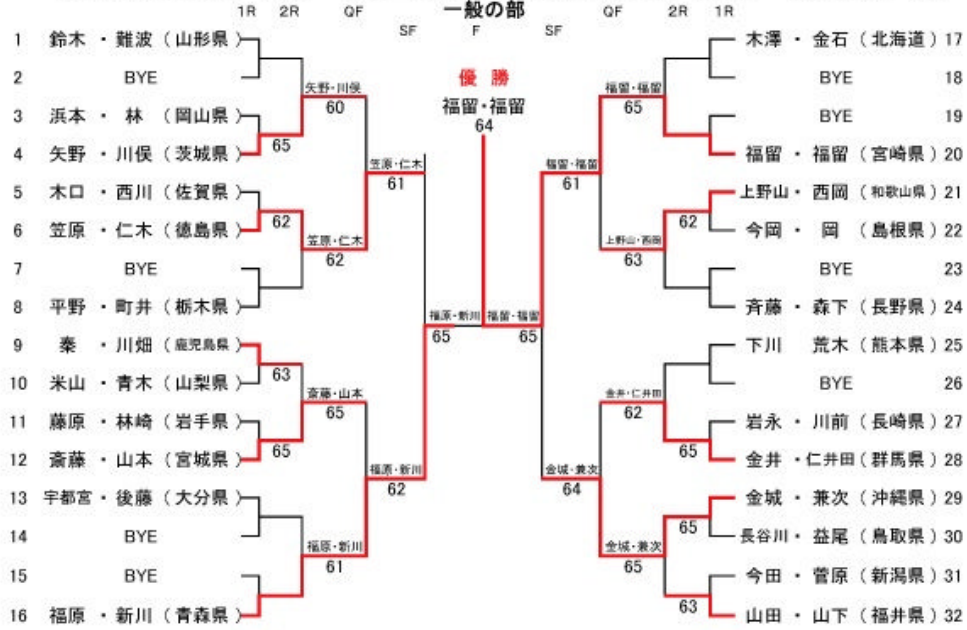 一般の部
1R 2R QF SF F SF QF 2R 1R
優 勝
福留・福留
64
1 鈴木 ・ 難波 （ 山形県 ）
2 BYE
矢野・川俣
60
3 浜本 ・ 林 （ 岡山県 ）
65
4 矢野 ・ 川俣 （ 茨城県 ）
笠原・仁木
61
5 木口 ・ 西川 （ 佐賀県 ）
62
6 笠原 ・ 仁木 （ 徳島県 ）
笠原・仁木
62
7 BYE
8 平野 ・ 町井 （ 栃木県 ）
福原・新川
65
9 秦 ・ 川畑 （ 鹿児島県 ）
63
10 米山 ・ 青木 （ 山梨県 ）
斎藤・山本
65
11 藤原 ・ 林崎 （ 岩手県 ）
65
12 斎藤 ・ 山本 （ 宮城県 ）
福原・新川
62
13 宇都宮 ・ 後藤 （ 大分県 ）
14 BYE
福原・新川
61
15 BYE
16 福原 ・ 新川 （ 青森県 ）
木澤 ・ 金石 （ 北海道 ） 17
BYE 18
福留・福留
65
BYE 19
福留 ・ 福留 （ 宮崎県 ） 20
福留・福留
61
上野山 ・ 西岡 （ 和歌山県 ） 21
62
今岡 ・ 岡 （ 島根県 ） 22
上野山・西岡
63
BYE 23
斉藤 ・ 森下 （ 長野県 ） 24
福留・福留
65
下川 荒木 （ 熊本県 ） 25
BYE 26
金井・仁井田
62
岩永 ・ 川前 （ 長崎県 ） 27
65
金井 ・ 仁井田 （ 群馬県 ） 28
金城・兼次
64
金城 ・ 兼次 （ 沖縄県 ） 29
65
長谷川 ・ 益尾 （ 鳥取県 ） 30
金城・兼次
65
今田 ・ 菅原 （ 新潟県 ） 31
63
山田 ・ 山下 （ 福井県 ） 32